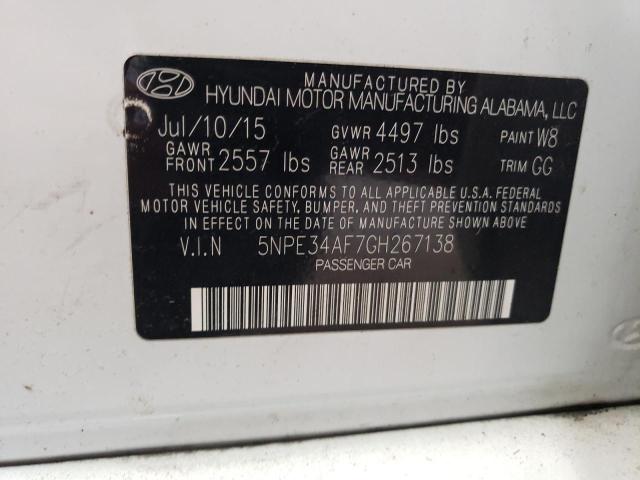 MANUFACTURED BY
HYUNDAI MOTOR MANUFACTURING ALABAMA, LLC
Jul/10/15 GVWR 4497 lbs PAINT W8
GAWR FRONT 2557 lbs GAWR REAR 2513 lbs TRIM GG
THIS VEHICLE CONFORMS TO ALL APPLICABLE U.S.A. FEDERAL
MOTOR VEHICLE SAFETY, BUMPER, AND THEFT PREVENTION STANDARDS
IN EFFECT ON THE DATE OF MANUFACTURE SHOWN ABOVE
V.I.N 5NPE34AF7GH267138
PASSENGER CAR